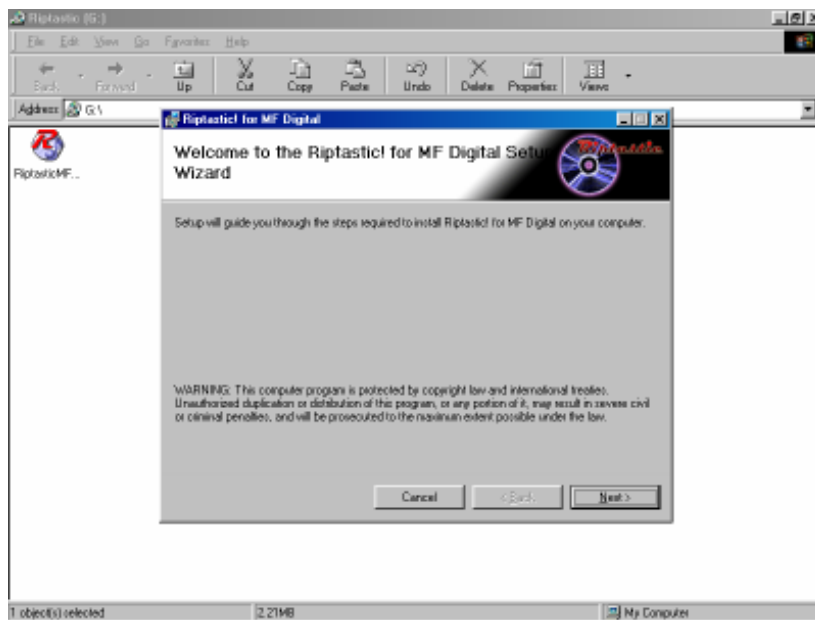 Riptastic (G:)
File Edit View Go Favorites Help
Back Forward Up Cut Copy Paste Undo Delete Properties Views
Address G:\
RiptasticMF...
Riptastic! for MF Digital
Welcome to the Riptastic! for MF Digital Setup
Wizard
Riptastic
Setup will guide you through the steps required to install Riptastic! for MF Digital on your computer.
WARNING: This computer program is protected by copyright law and international treaties.
Unauthorized duplication or distribution of this program, or any portion of it, may result in severe civil
or criminal penalties, and will be prosecuted to the maximum extent possible under the law.
Cancel < Back Next >
1 object(s) selected 2.21MB My Computer